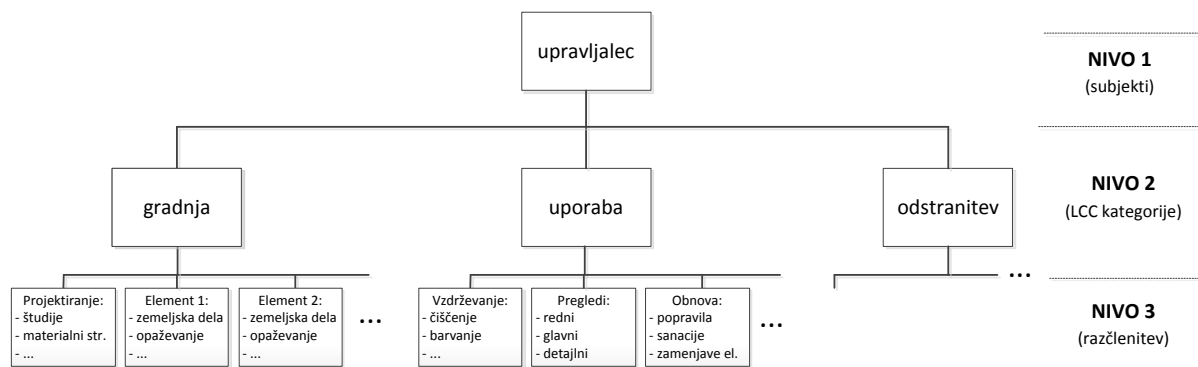 upravljalec
NIVO 1
(subjekti)
gradnja
uporaba
odstranitev
NIVO 2
(LCC kategorije)
...
Projektiranje:
- študije
- materialni str.
- ...
Element 1:
- zemeljska dela
- opaževanje
- ...
Element 2:
- zemeljska dela
- opaževanje
- ...
...
Vzdrževanje:
- čiščenje
- barvanje
- ...
Pregledi:
- redni
- glavni
- detajlni
Obnova:
- popravila
- sanacije
- zamenjave el.
...
NIVO 3
(razčlenitev)